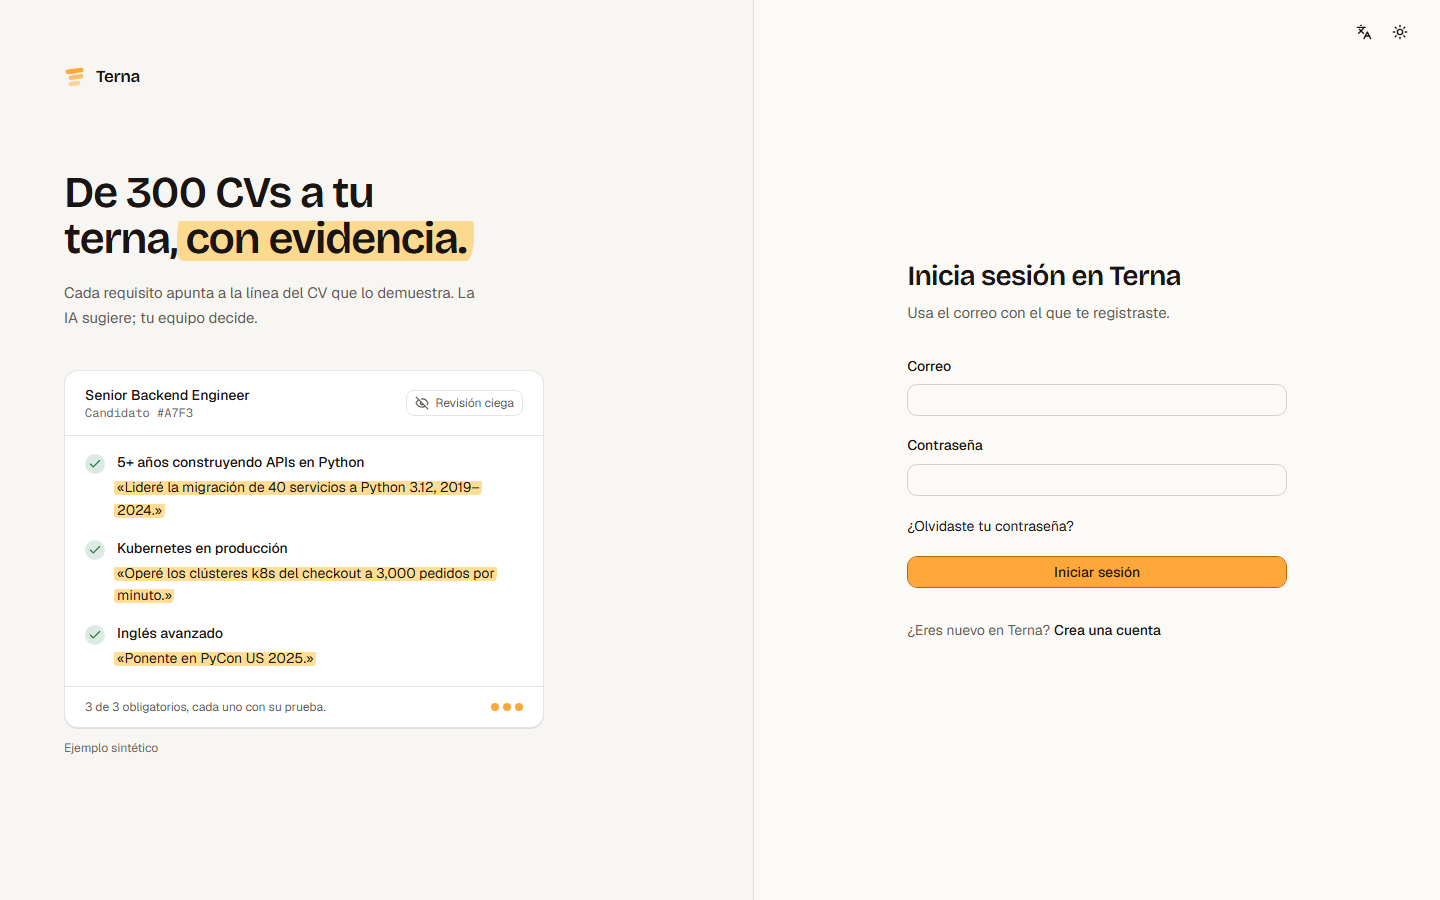 Terna
De 300 CVs a tu
terna, con evidencia.
Cada requisito apunta a la línea del CV que lo demuestra. La
IA sugiere; tu equipo decide.
Senior Backend Engineer
Candidato #A7F3
Revisión ciega
5+ años construyendo APIs en Python
«Lideré la migración de 40 servicios a Python 3.12, 2019–
2024.»
Kubernetes en producción
«Operé los clústeres k8s del checkout a 3,000 pedidos por
minuto.»
Inglés avanzado
«Ponente en PyCon US 2025.»
3 de 3 obligatorios, cada uno con su prueba.
Ejemplo sintético
Inicia sesión en Terna
Usa el correo con el que te registraste.
Correo
Contraseña
¿Olvidaste tu contraseña?
Iniciar sesión
¿Eres nuevo en Terna? Crea una cuenta